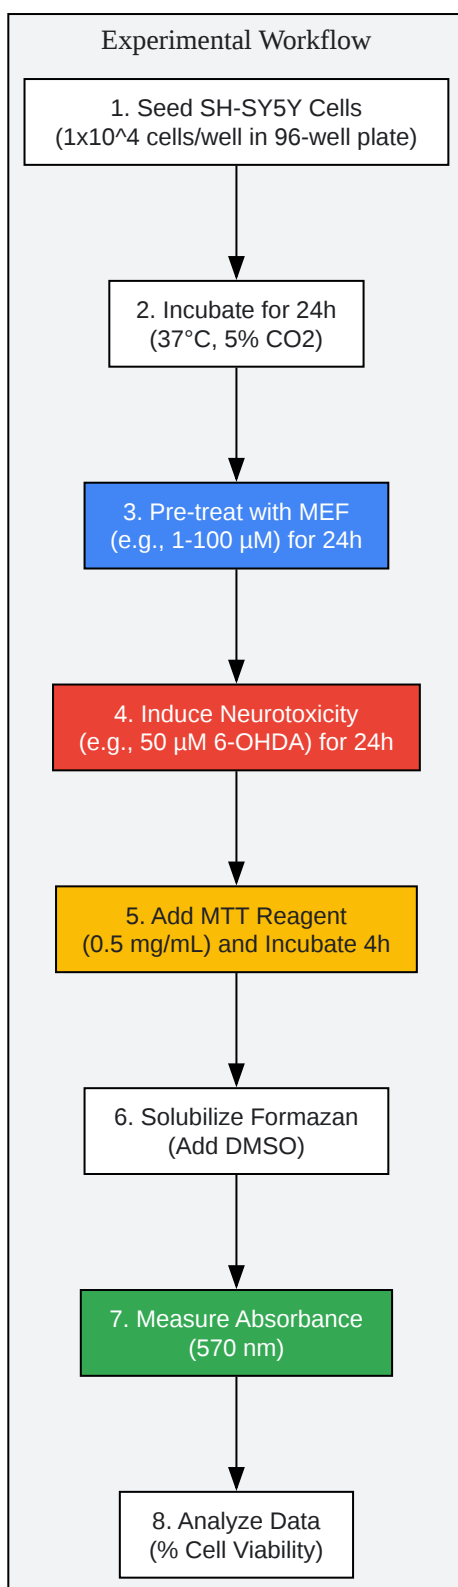 Experimental Workflow
1. Seed SH-SY5Y Cells
(1x10^4 cells/well in 96-well plate)
2. Incubate for 24h
(37°C, 5% CO2)
3. Pre-treat with MEF
(e.g., 1-100 µM) for 24h
4. Induce Neurotoxicity
(e.g., 50 µM 6-OHDA) for 24h
5. Add MTT Reagent
(0.5 mg/mL) and Incubate 4h
6. Solubilize Formazan
(Add DMSO)
7. Measure Absorbance
(570 nm)
8. Analyze Data
(% Cell Viability)